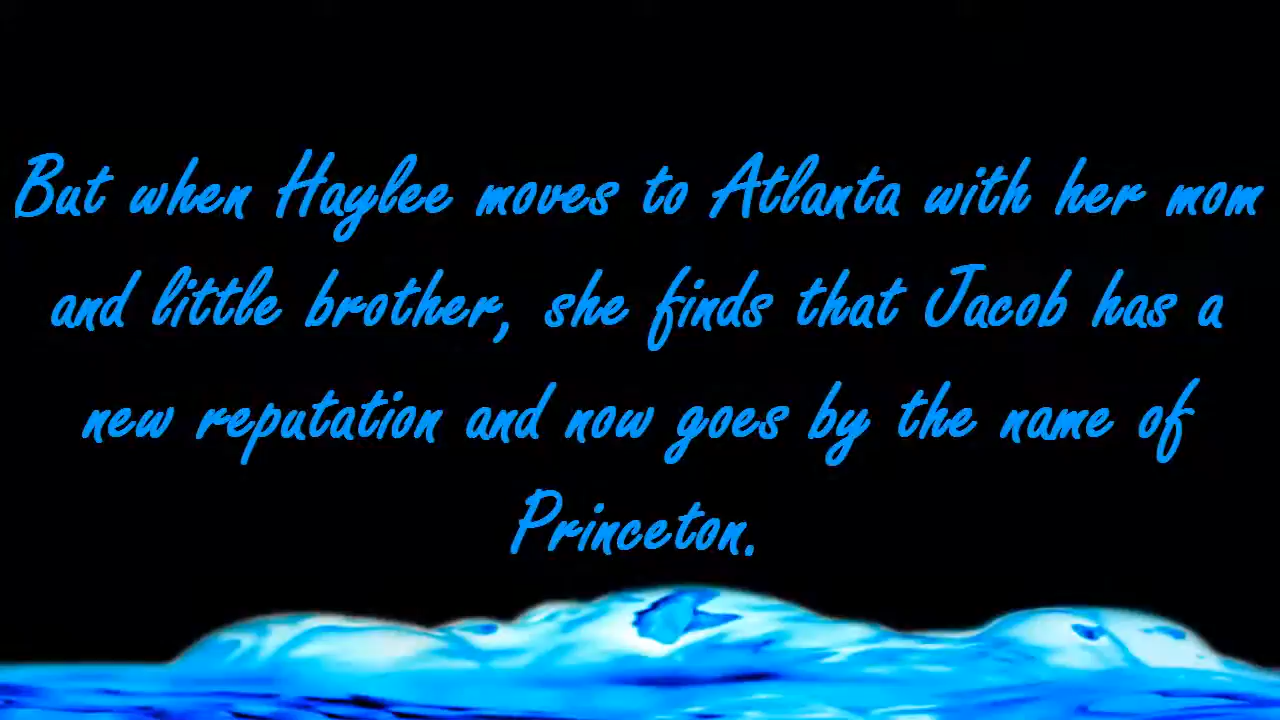 But when Haylee moves to Atlanta with her mom
and little brother, she finds that Jacob has a
new reputation and now goes by the name of
Princeton.